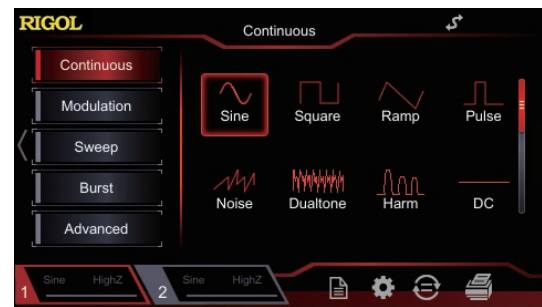 RIGOL
Continuous
Continuous
Modulation
Sweep
Burst
Advanced
Sine Square Ramp Pulse
Noise Dualtone Harm DC
1 Sine HighZ 2 Sine HighZ